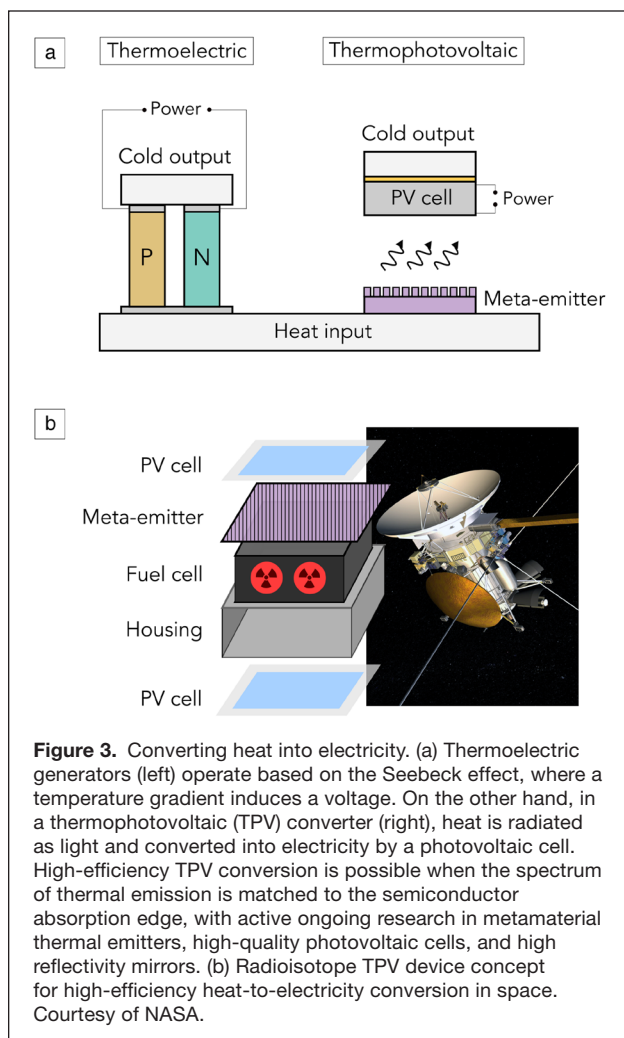 a
Thermoelectric
Thermophotovoltaic
Power
Cold output
P
N
Cold output
PV cell
Power
Meta-emitter
Heat input
b
PV cell
Meta-emitter
Fuel cell
Housing
PV cell
Figure 3. Converting heat into electricity. (a) Thermoelectric
generators (left) operate based on the Seebeck effect, where a
temperature gradient induces a voltage. On the other hand, in
a thermophotovoltaic (TPV) converter (right), heat is radiated
as light and converted into electricity by a photovoltaic cell.
High-efficiency TPV conversion is possible when the spectrum
of thermal emission is matched to the semiconductor
absorption edge, with active ongoing research in metamaterial
thermal emitters, high-quality photovoltaic cells, and high
reflectivity mirrors. (b) Radioisotope TPV device concept
for high-efficiency heat-to-electricity conversion in space.
Courtesy of NASA.